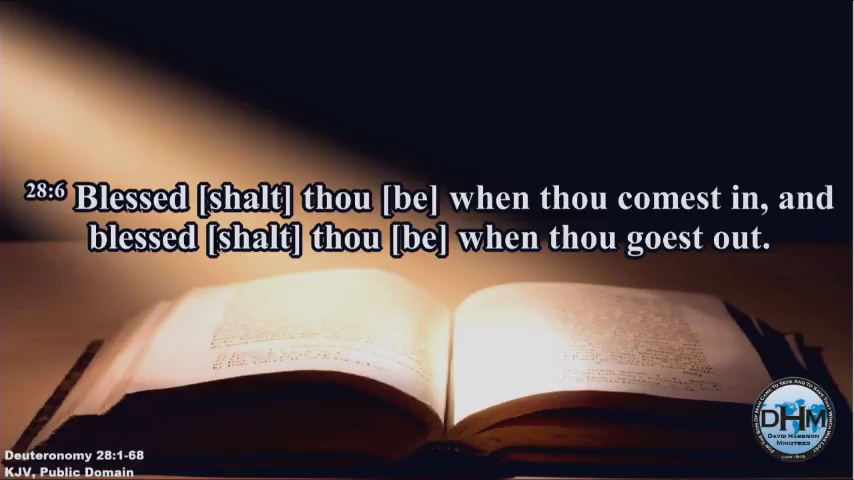 28:6 Blessed [shalt] thou [be] when thou comest in, and
blessed [shalt] thou [be] when thou goest out.
DHM
DAVID HARRISON
MINISTRIES
Deuteronomy 28:1-68
KJV, Public Domain